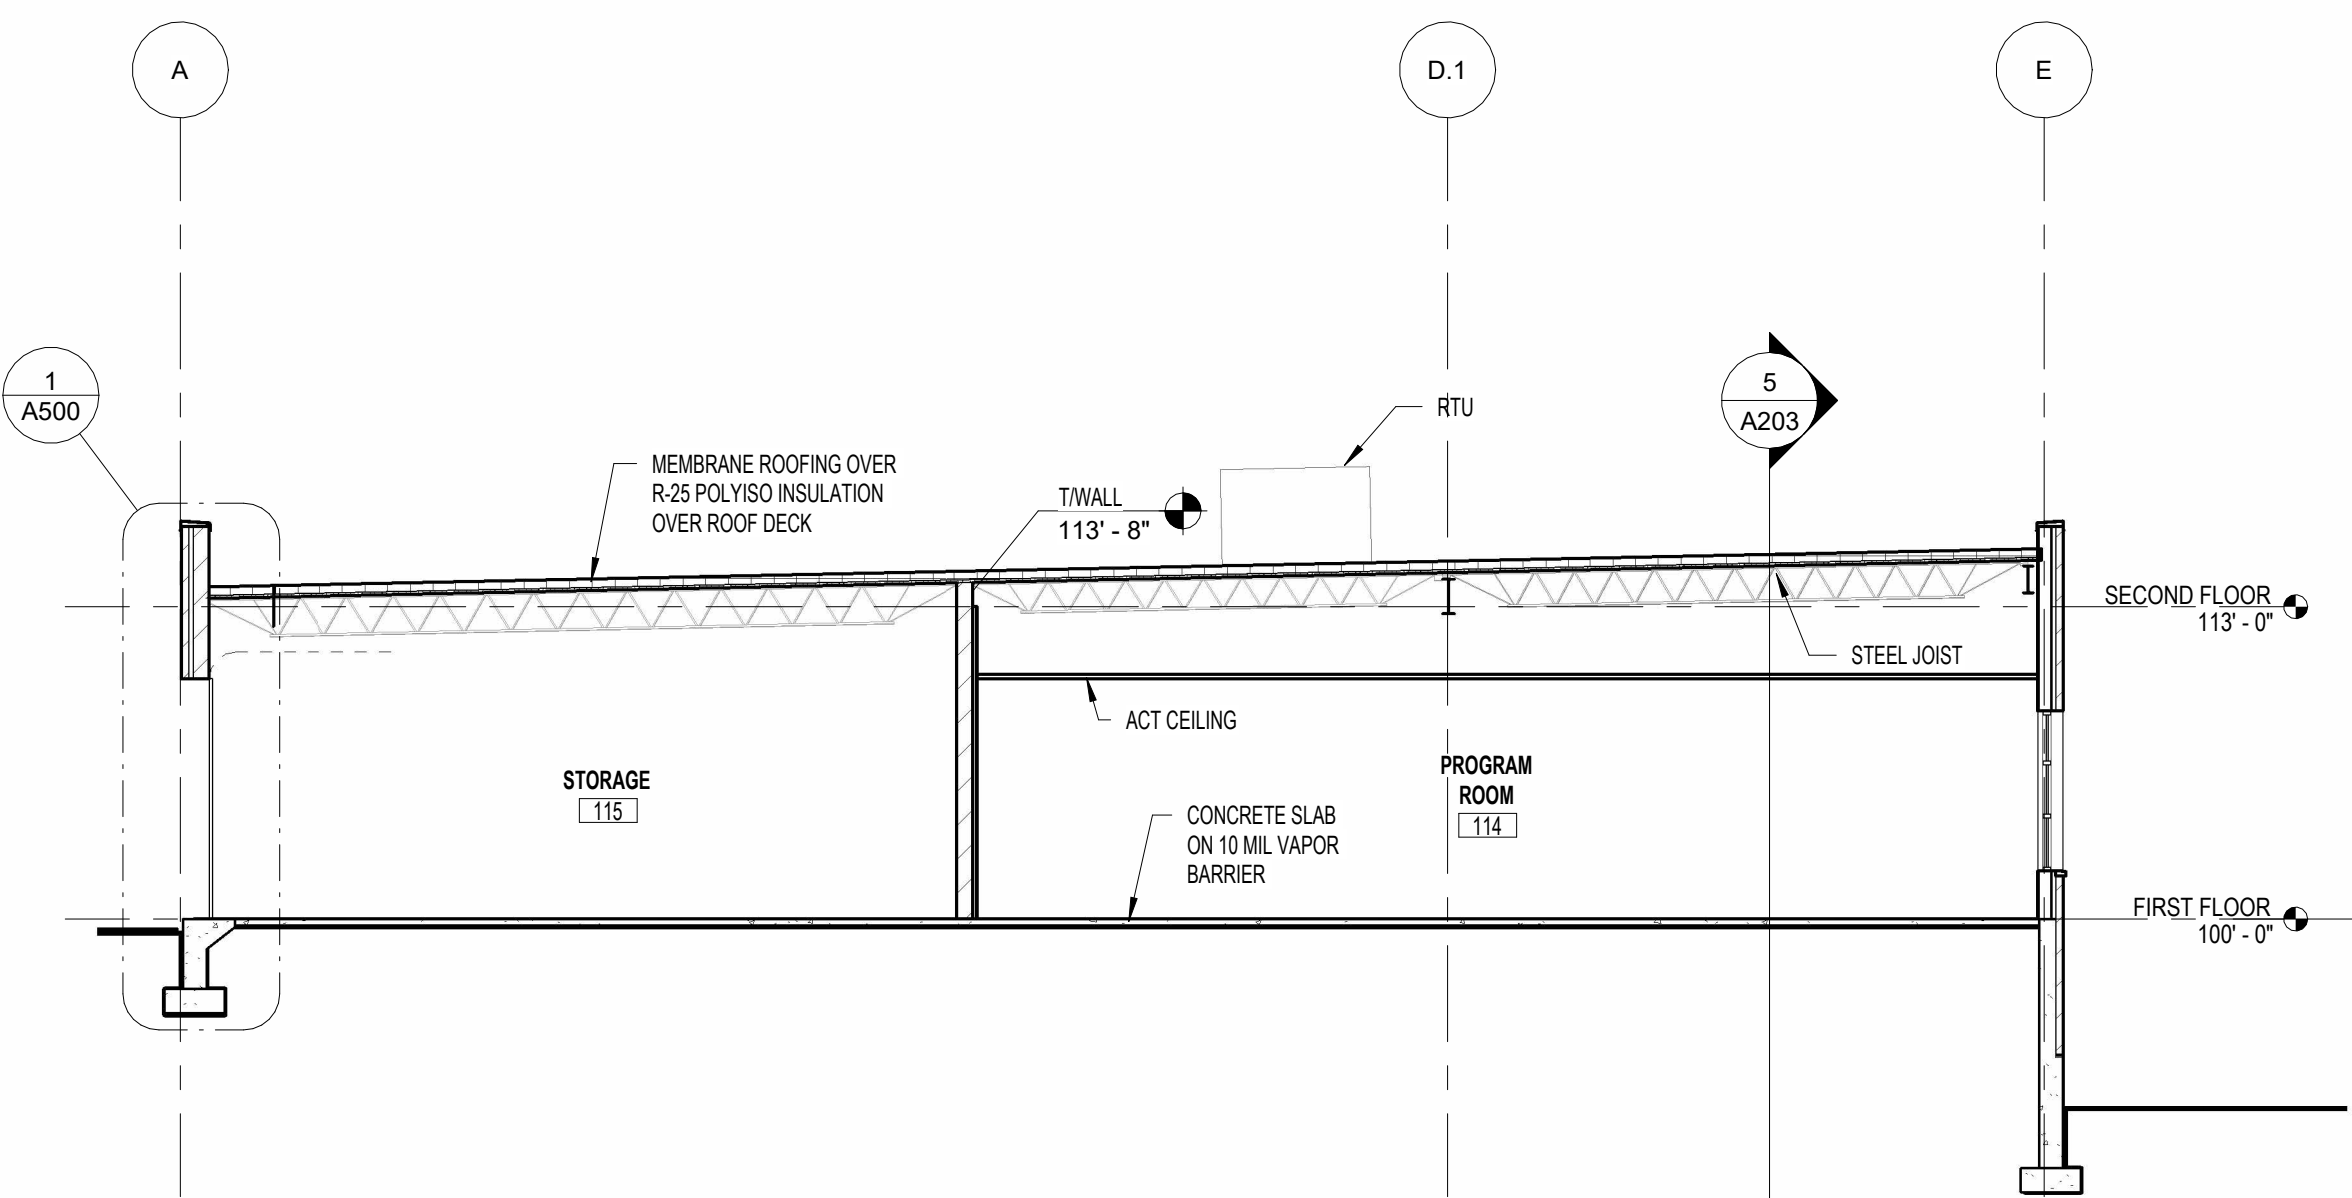 A
D.1
E
1
A500
5
A203
RTU
MEMBRANE ROOFING OVER
R-25 POLYISO INSULATION
OVER ROOF DECK
T/WALL
113' - 8"
SECOND FLOOR
113' - 0"
STEEL JOIST
ACT CEILING
STORAGE
115
PROGRAM
ROOM
114
CONCRETE SLAB
ON 10 MIL VAPOR
BARRIER
FIRST FLOOR
100' - 0"